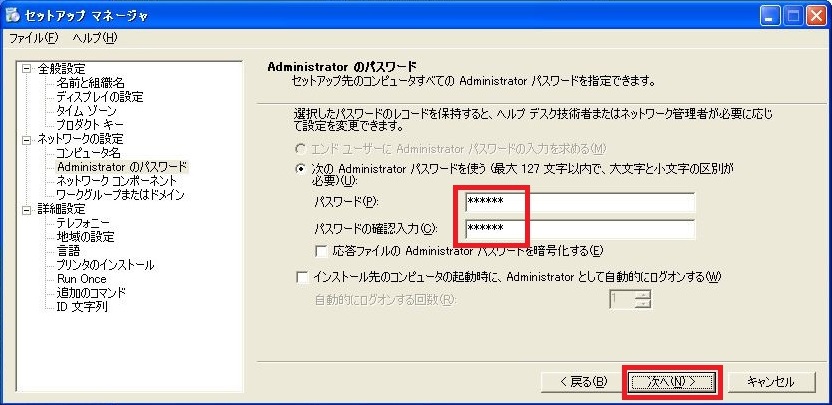 セットアップ マネージャ
ファイル(F) ヘルプ(H)
全般設定
名前と組織名
ディスプレイの設定
タイム ゾーン
プロダクト キー
ネットワークの設定
コンピュータ名
Administrator のパスワード
ネットワーク コンポーネント
ワークグループまたはドメイン
詳細設定
テレフォニー
地域の設定
言語
プリンタのインストール
Run Once
追加のコマンド
ID 文字列
Administrator のパスワード
セットアップ先のコンピュータすべての Administrator パスワードを指定できます。
選択したパスワードのレコードを保持すると、ヘルプ デスク技術者またはネットワーク管理者が必要に応じ
て設定を変更できます。
エンド ユーザーに Administrator パスワードの入力を求める(M)
次の Administrator パスワードを使う (最大 127 文字以内で、大文字と小文字の区別が
必要)(U):
パスワード(P): ******
パスワードの確認入力(C): ******
応答ファイルの Administrator パスワードを暗号化する(E)
インストール先のコンピュータの起動時に、Administrator として自動的にログオンする(W)
自動的にログオンする回数(R): 1
< 戻る(B) 次へ(N) > キャンセル